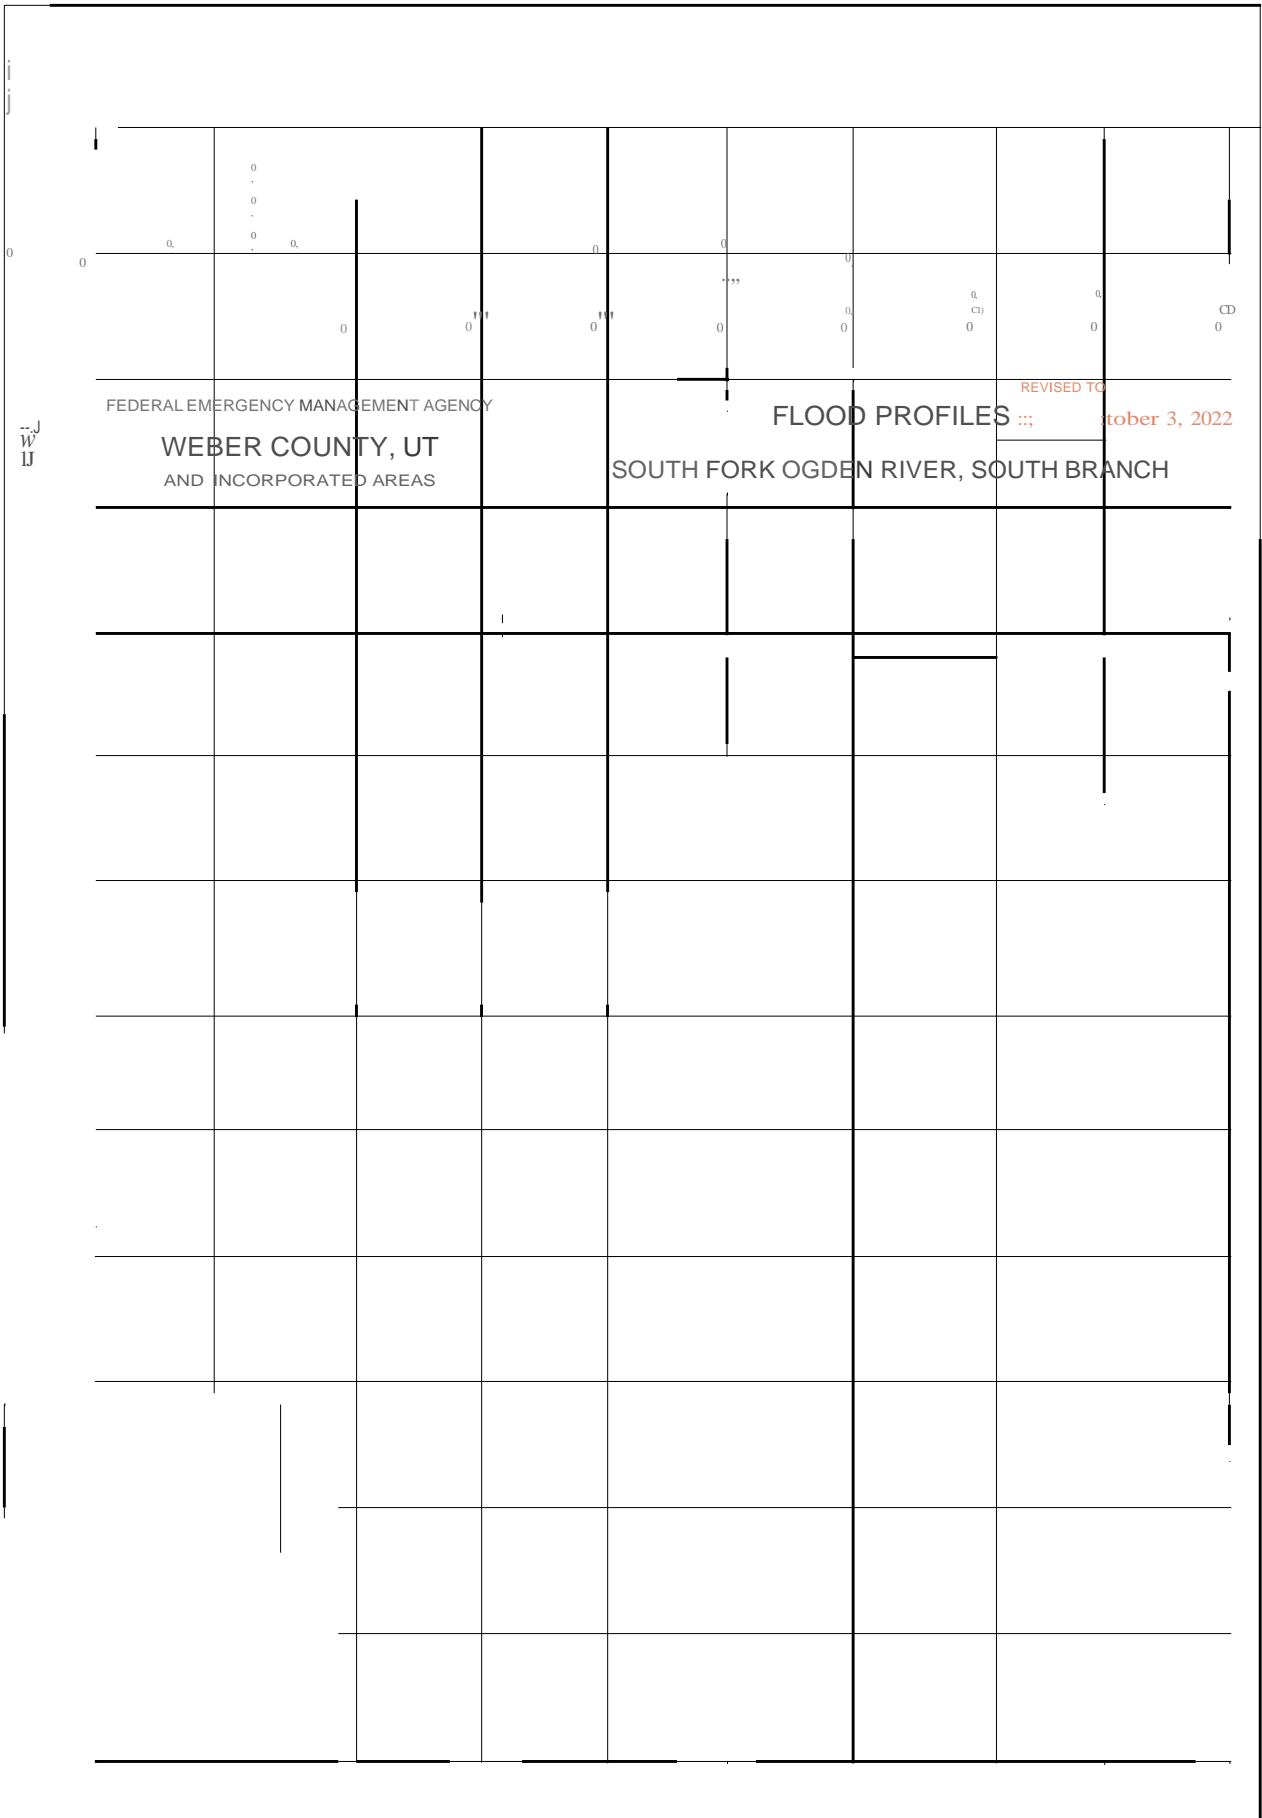 FEDERAL EMERGENCY MANAGEMENT AGENCY
WEBER COUNTY, UT
AND INCORPORATED AREAS
REVISED TO
FLOOD PROFILES
tober 3, 2022
SOUTH FORK OGDEN RIVER, SOUTH BRANCH